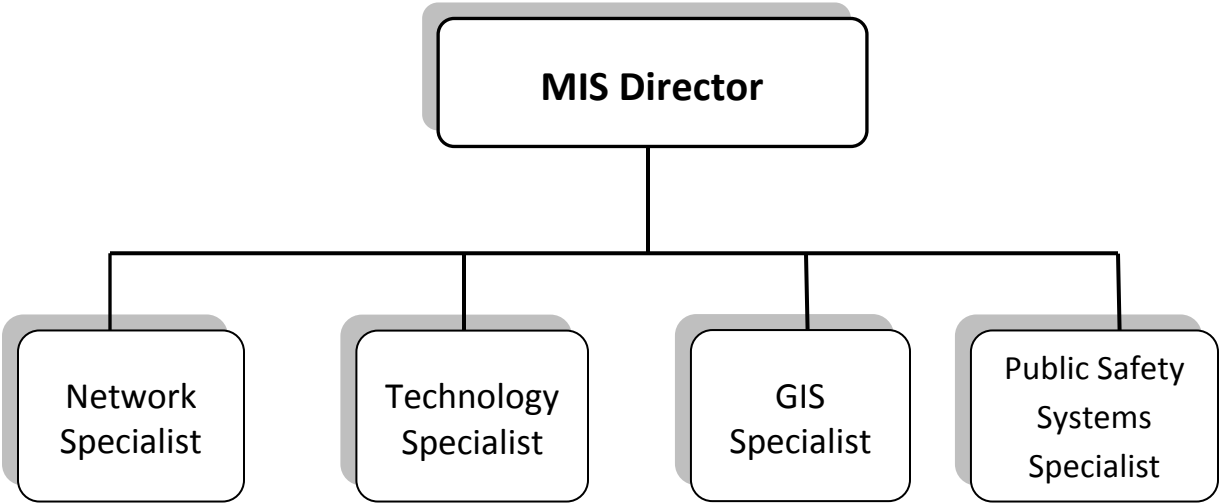 MIS Director
Network
Specialist
Technology
Specialist
GIS
Specialist
Public Safety
Systems
Specialist